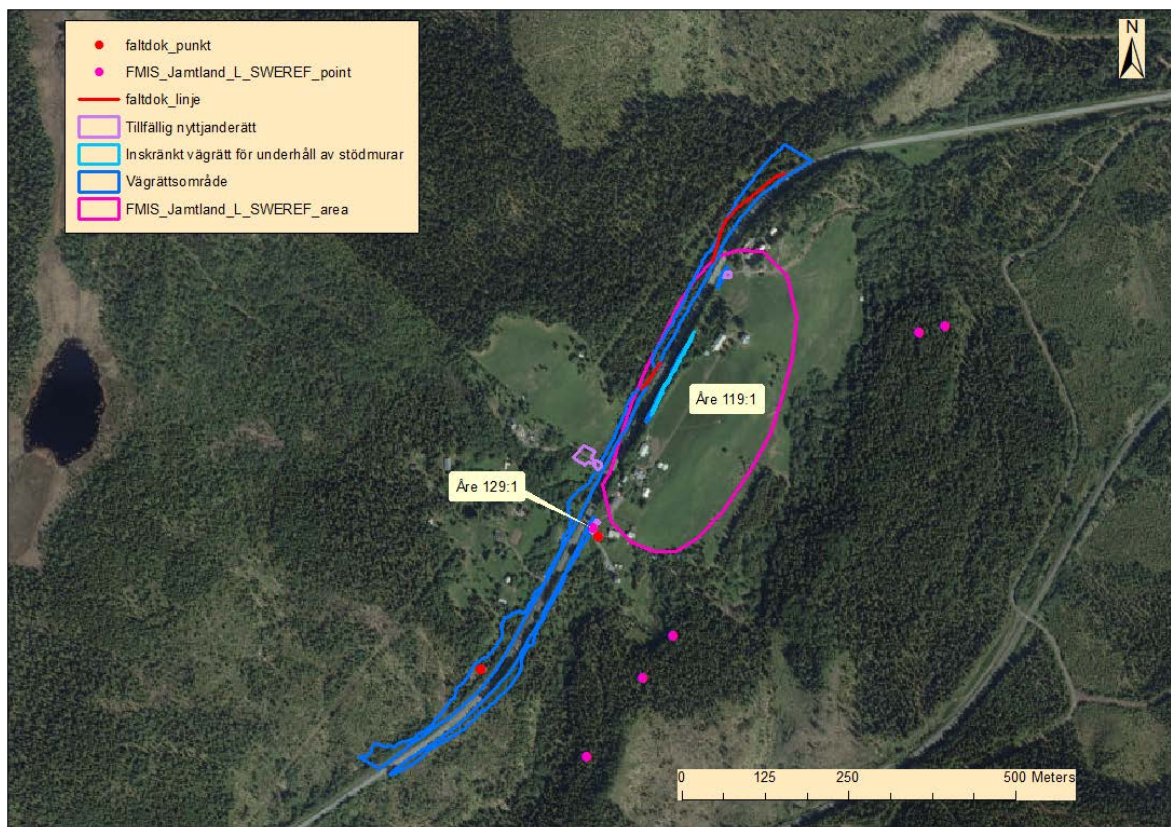 faltdok_punkt
FMIS_Jamtland_L_SWEREF_point
faltdok_linje
Tillfällig nyttjanderätt
Inskränkt vägrätt för underhåll av stödmurar
Vägrättsområde
FMIS_Jamtland_L_SWEREF_area
N
Åre 119:1
Åre 129:1
0 125 250 500 Meters